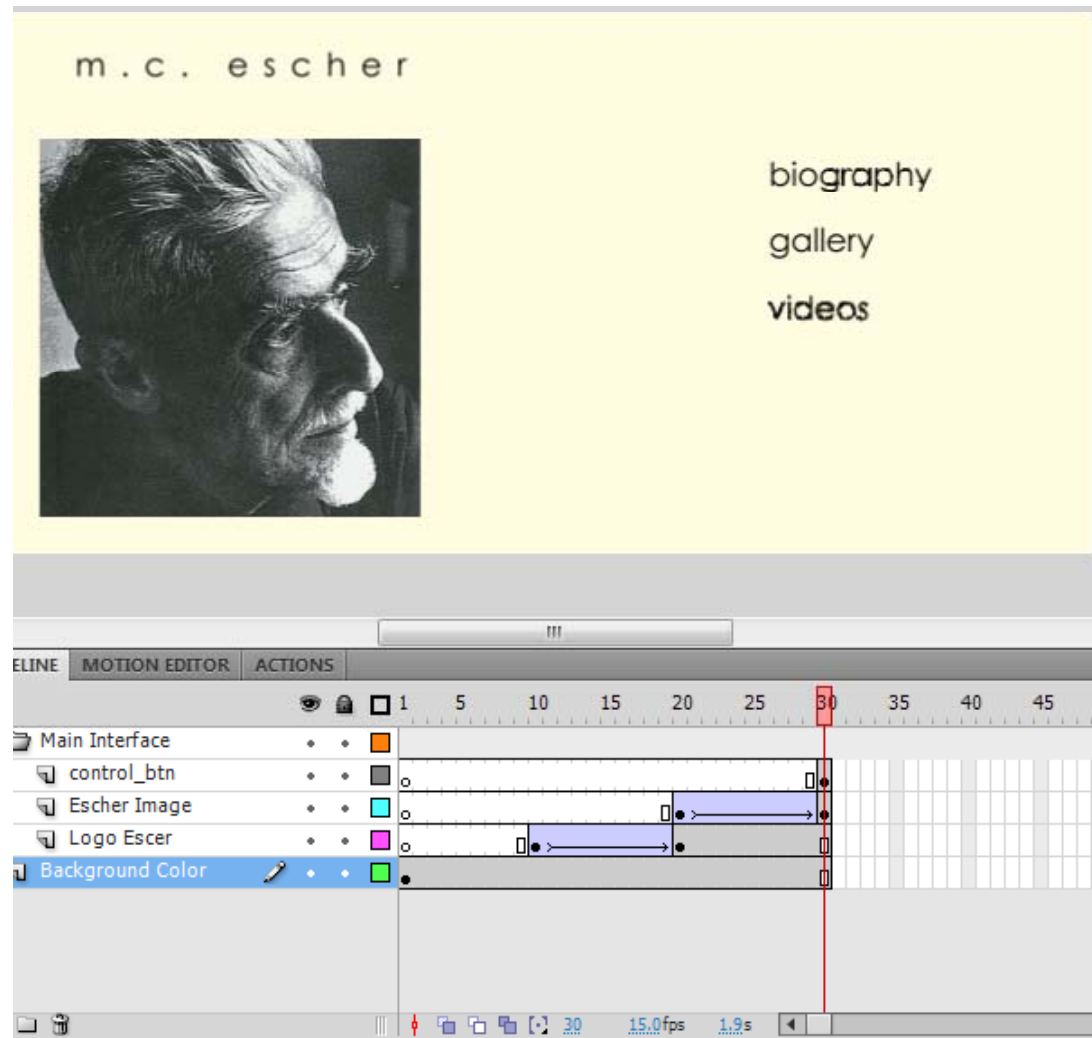 m.c. escher
biography
gallery
videos
ELINE MOTION EDITOR ACTIONS
1 5 10 15 20 25 30 35 40 45
Main Interface
control_btn
Escher Image
Logo Escer
Background Color
30 15.0fps 1.9s